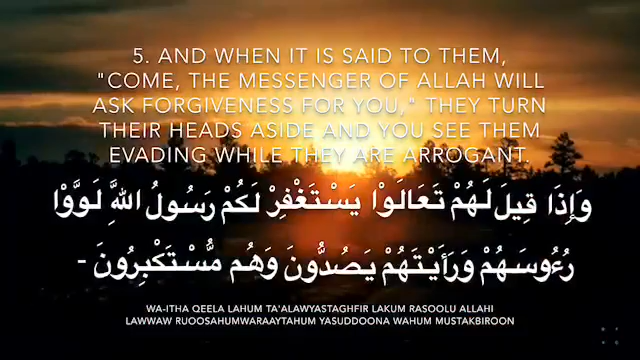 5. AND WHEN IT IS SAID TO THEM,
"COME, THE MESSENGER OF ALLAH WILL
ASK FORGIVENESS FOR YOU," THEY TURN
THEIR HEADS ASIDE AND YOU SEE THEM
EVADING WHILE THEY ARE ARROGANT.
وَإِذَا قِيلَ لَهُمْ تَعَالَوْا يَسْتَغْفِرْ لَكُمْ رَسُولُ اللَّهِ لَوَّوْا
رُءُوسَهُمْ وَرَأَيْتَهُمْ يَصُدُّونَ وَهُم مُّسْتَكْبِرُونَ -
WA-ITHA QEELA LAHUM TA'ALAWYASTAGHFIR LAKUM RASOOLU ALLAHI
LAWWAW RUOOSAHUMWARAAYTAHUM YASUDDOONA WAHUM MUSTAKBIROON